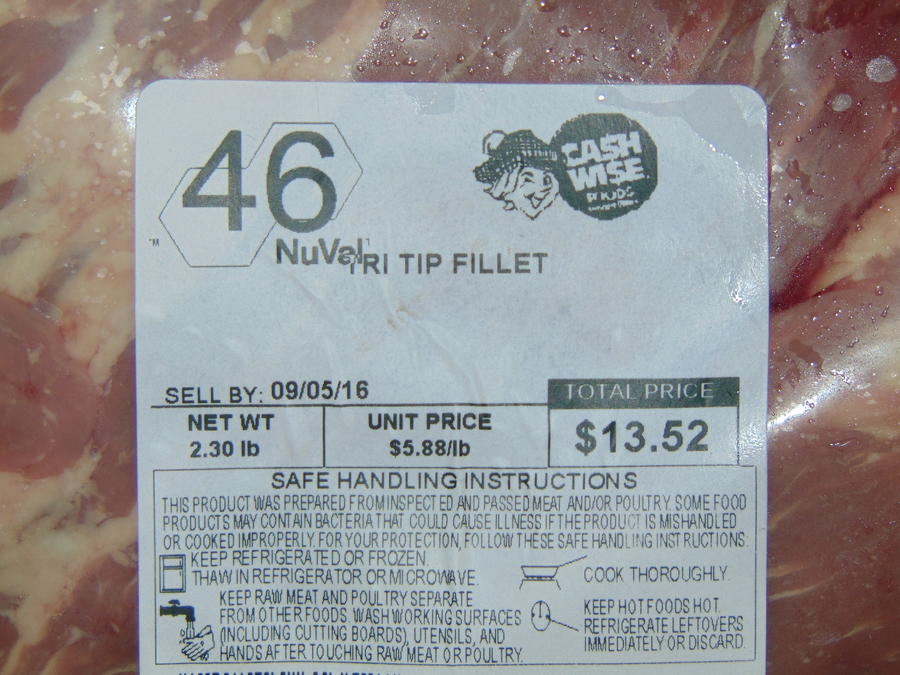 46
NuVal
CASH
WISE
FOODS
TRI TIP FILLET
SELL BY: 09/05/16
TOTAL PRICE
NET WT
UNIT PRICE
2.30 lb
$5.88/lb
$13.52
SAFE HANDLING INSTRUCTIONS
THIS PRODUCT WAS PREPARED FROM INSPECTED AND PASSED MEAT AND/OR POULTRY. SOME FOOD
PRODUCTS MAY CONTAIN BACTERIA THAT COULD CAUSE ILLNESS IF THE PRODUCT IS MISHANDLED
OR COOKED IMPROPERLY. FOR YOUR PROTECTION, FOLLOW THESE SAFE HANDLING INSTRUCTIONS:
KEEP REFRIGERATED OR FROZEN.
THAW IN REFRIGERATOR OR MICROWAVE.
COOK THOROUGHLY.
KEEP RAW MEAT AND POULTRY SEPARATE
FROM OTHER FOODS. WASH WORKING SURFACES
(INCLUDING CUTTING BOARDS), UTENSILS, AND
HANDS AFTER TOUCHING RAW MEAT OR POULTRY.
KEEP HOT FOODS HOT.
REFRIGERATE LEFTOVERS
IMMEDIATELY OR DISCARD.